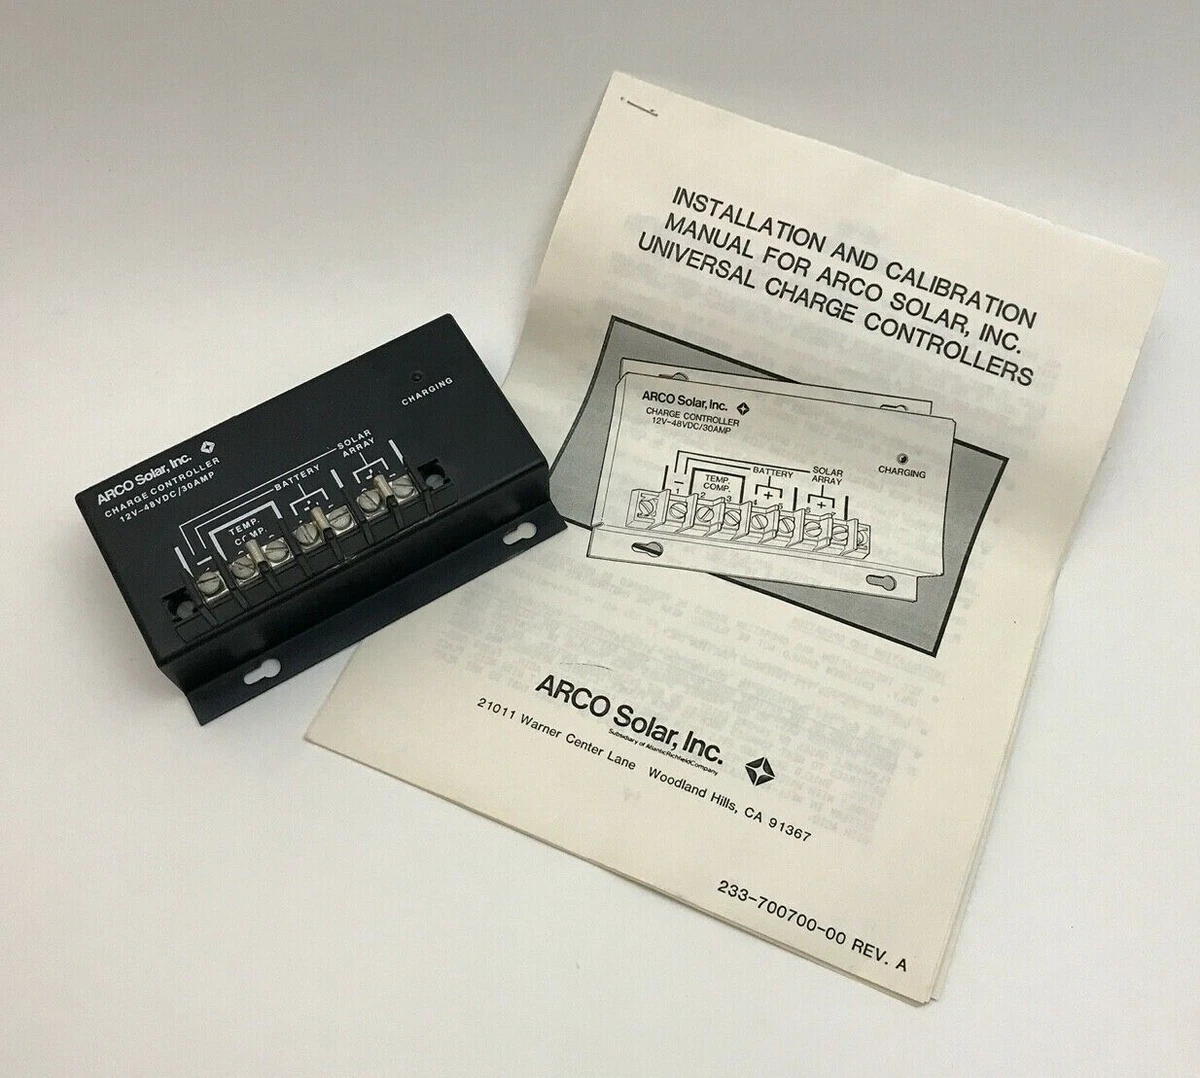 ARCO Solar, Inc.
CHARGE CONTROLLER
12V-48VDC/30AMP
CHARGING
SOLAR
ARRAY
BATTERY
TEMP.
COMP.
INSTALLATION AND CALIBRATION
MANUAL FOR ARCO SOLAR, INC.
UNIVERSAL CHARGE CONTROLLERS
ARCO Solar, Inc.
CHARGE CONTROLLER
12V-48VDC/30AMP
CHARGING
BATTERY
SOLAR
ARRAY
TEMP.
COMP.
1 2 3
ARCO Solar, Inc.
Subsidiary of AtlanticRichfieldCompany
21011 Warner Center Lane Woodland Hills, CA 91367
233-700700-00 REV. A